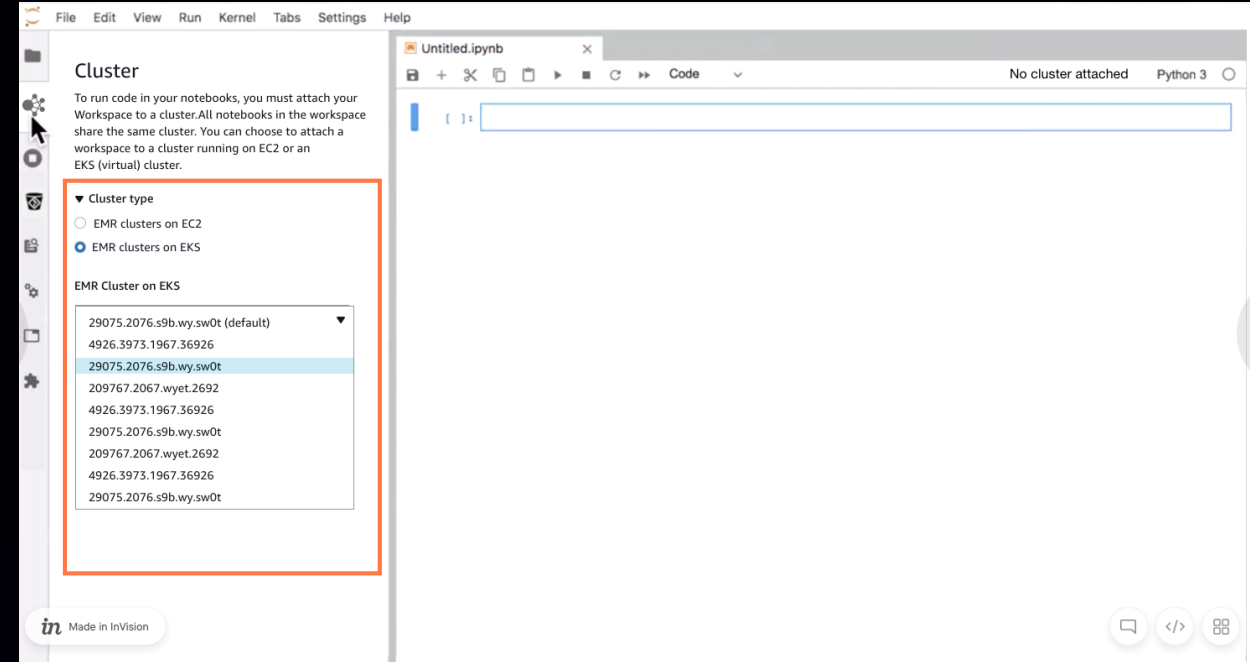 File Edit View Run Kernel Tabs Settings Help
Cluster
To run code in your notebooks, you must attach your
Workspace to a cluster.All notebooks in the workspace
share the same cluster. You can choose to attach a
workspace to a cluster running on EC2 or an
EKS (virtual) cluster.
Cluster type
EMR clusters on EC2
EMR clusters on EKS
EMR Cluster on EKS
29075.2076.s9b.wy.sw0t (default)
4926.3973.1967.36926
29075.2076.s9b.wy.sw0t
209767.2067.wyet.2692
4926.3973.1967.36926
29075.2076.s9b.wy.sw0t
209767.2067.wyet.2692
4926.3973.1967.36926
29075.2076.s9b.wy.sw0t
in Made in InVision
Untitled.ipynb
Code No cluster attached Python 3
[ ]: